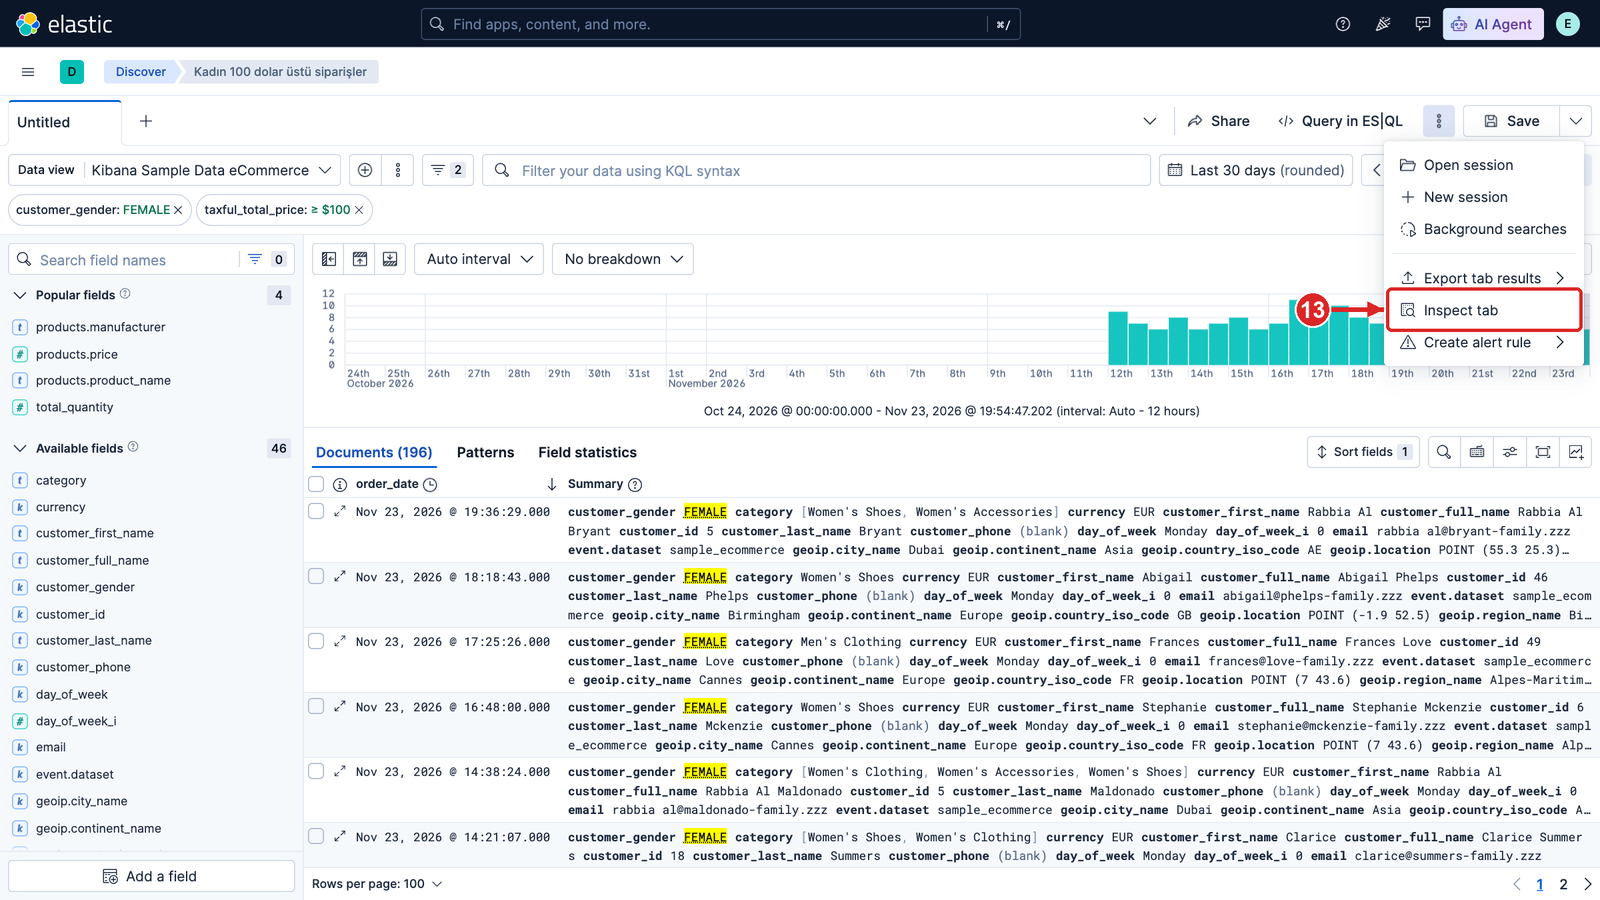 elastic
Find apps, content, and more.
⌘/
AI Agent
E
D
Discover
Kadın 100 dolar üstü siparişler
Untitled
Share
Query in ES|QL
Save
Data view
Kibana Sample Data eCommerce
2
Filter your data using KQL syntax
Last 30 days (rounded)
customer_gender: FEMALE
taxful_total_price: ≥ $100
Open session
New session
Background searches
Export tab results
Inspect tab
Create alert rule
13
Search field names
0
Popular fields
4
t products.manufacturer
# products.price
t products.product_name
# total_quantity
Available fields
46
t category
k currency
t customer_first_name
t customer_full_name
k customer_gender
k customer_id
t customer_last_name
k customer_phone
k day_of_week
# day_of_week_i
k email
k event.dataset
k geoip.city_name
k geoip.continent_name
Add a field
Auto interval
No breakdown
12
10
8
6
4
2
0
24th 25th 26th 27th 28th 29th 30th 31st 1st 2nd 3rd 4th 5th 6th 7th 8th 9th 10th 11th 12th 13th 14th 15th 16th 17th 18th 19th 20th 21st 22nd 23rd
October 2026 November 2026
Oct 24, 2026 @ 00:00:00.000 - Nov 23, 2026 @ 19:54:47.202 (interval: Auto - 12 hours)
Documents (196)
Patterns
Field statistics
Sort fields 1
order_date
Summary
Nov 23, 2026 @ 19:36:29.000
customer_gender FEMALE category [Women's Shoes, Women's Accessories] currency EUR customer_first_name Rabbia Al customer_full_name Rabbia Al
Bryant customer_id 5 customer_last_name Bryant customer_phone (blank) day_of_week Monday day_of_week_i 0 email rabbia al@bryant-family.zzz
event.dataset sample_ecommerce geoip.city_name Dubai geoip.continent_name Asia geoip.country_iso_code AE geoip.location POINT (55.3 25.3)…
Nov 23, 2026 @ 18:18:43.000
customer_gender FEMALE category Women's Shoes currency EUR customer_first_name Abigail customer_full_name Abigail Phelps customer_id 46
customer_last_name Phelps customer_phone (blank) day_of_week Monday day_of_week_i 0 email abigail@phelps-family.zzz event.dataset sample_ecom
merce geoip.city_name Birmingham geoip.continent_name Europe geoip.country_iso_code GB geoip.location POINT (-1.9 52.5) geoip.region_name Bi…
Nov 23, 2026 @ 17:25:26.000
customer_gender FEMALE category Men's Clothing currency EUR customer_first_name Frances customer_full_name Frances Love customer_id 49
customer_last_name Love customer_phone (blank) day_of_week Monday day_of_week_i 0 email frances@love-family.zzz event.dataset sample_ecommerc
e geoip.city_name Cannes geoip.continent_name Europe geoip.country_iso_code FR geoip.location POINT (7 43.6) geoip.region_name Alpes-Maritim…
Nov 23, 2026 @ 16:48:00.000
customer_gender FEMALE category Women's Shoes currency EUR customer_first_name Stephanie customer_full_name Stephanie Mckenzie customer_id 6
customer_last_name Mckenzie customer_phone (blank) day_of_week Monday day_of_week_i 0 email stephanie@mckenzie-family.zzz event.dataset sampl
e_ecommerce geoip.city_name Cannes geoip.continent_name Europe geoip.country_iso_code FR geoip.location POINT (7 43.6) geoip.region_name Alp…
Nov 23, 2026 @ 14:38:24.000
customer_gender FEMALE category [Women's Clothing, Women's Accessories, Women's Shoes] currency EUR customer_first_name Rabbia Al
customer_full_name Rabbia Al Maldonado customer_id 5 customer_last_name Maldonado customer_phone (blank) day_of_week Monday day_of_week_i 0
email rabbia al@maldonado-family.zzz event.dataset sample_ecommerce geoip.city_name Dubai geoip.continent_name Asia geoip.country_iso_code A…
Nov 23, 2026 @ 14:21:07.000
customer_gender FEMALE category [Women's Shoes, Women's Clothing] currency EUR customer_first_name Clarice customer_full_name Clarice Summer
s customer_id 18 customer_last_name Summers customer_phone (blank) day_of_week Monday day_of_week_i 0 email clarice@summers-family.zzz
Rows per page: 100
1 2